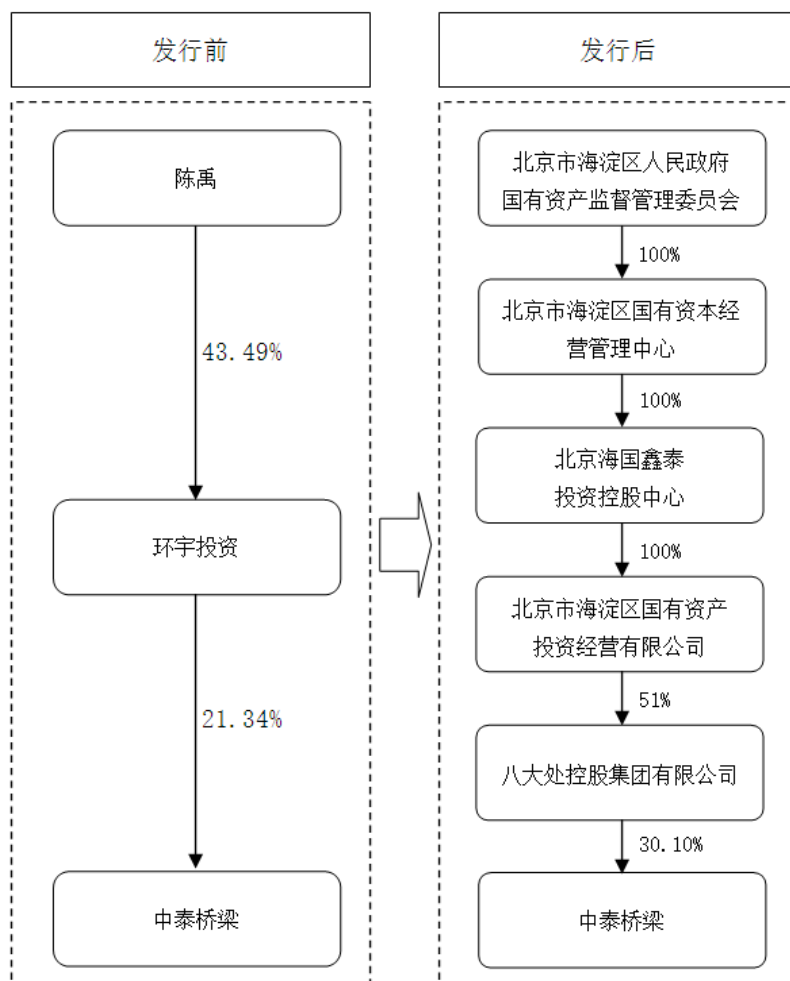 发行前
陈禹
43.49%
环宇投资
21.34%
中泰桥梁
发行后
北京市海淀区人民政府
国有资产监督管理委员会
100%
北京市海淀区国有资本经
营管理中心
100%
北京海国鑫泰
投资控股中心
100%
北京市海淀区国有资产
投资经营有限公司
51%
八大处控股集团有限公司
30.10%
中泰桥梁